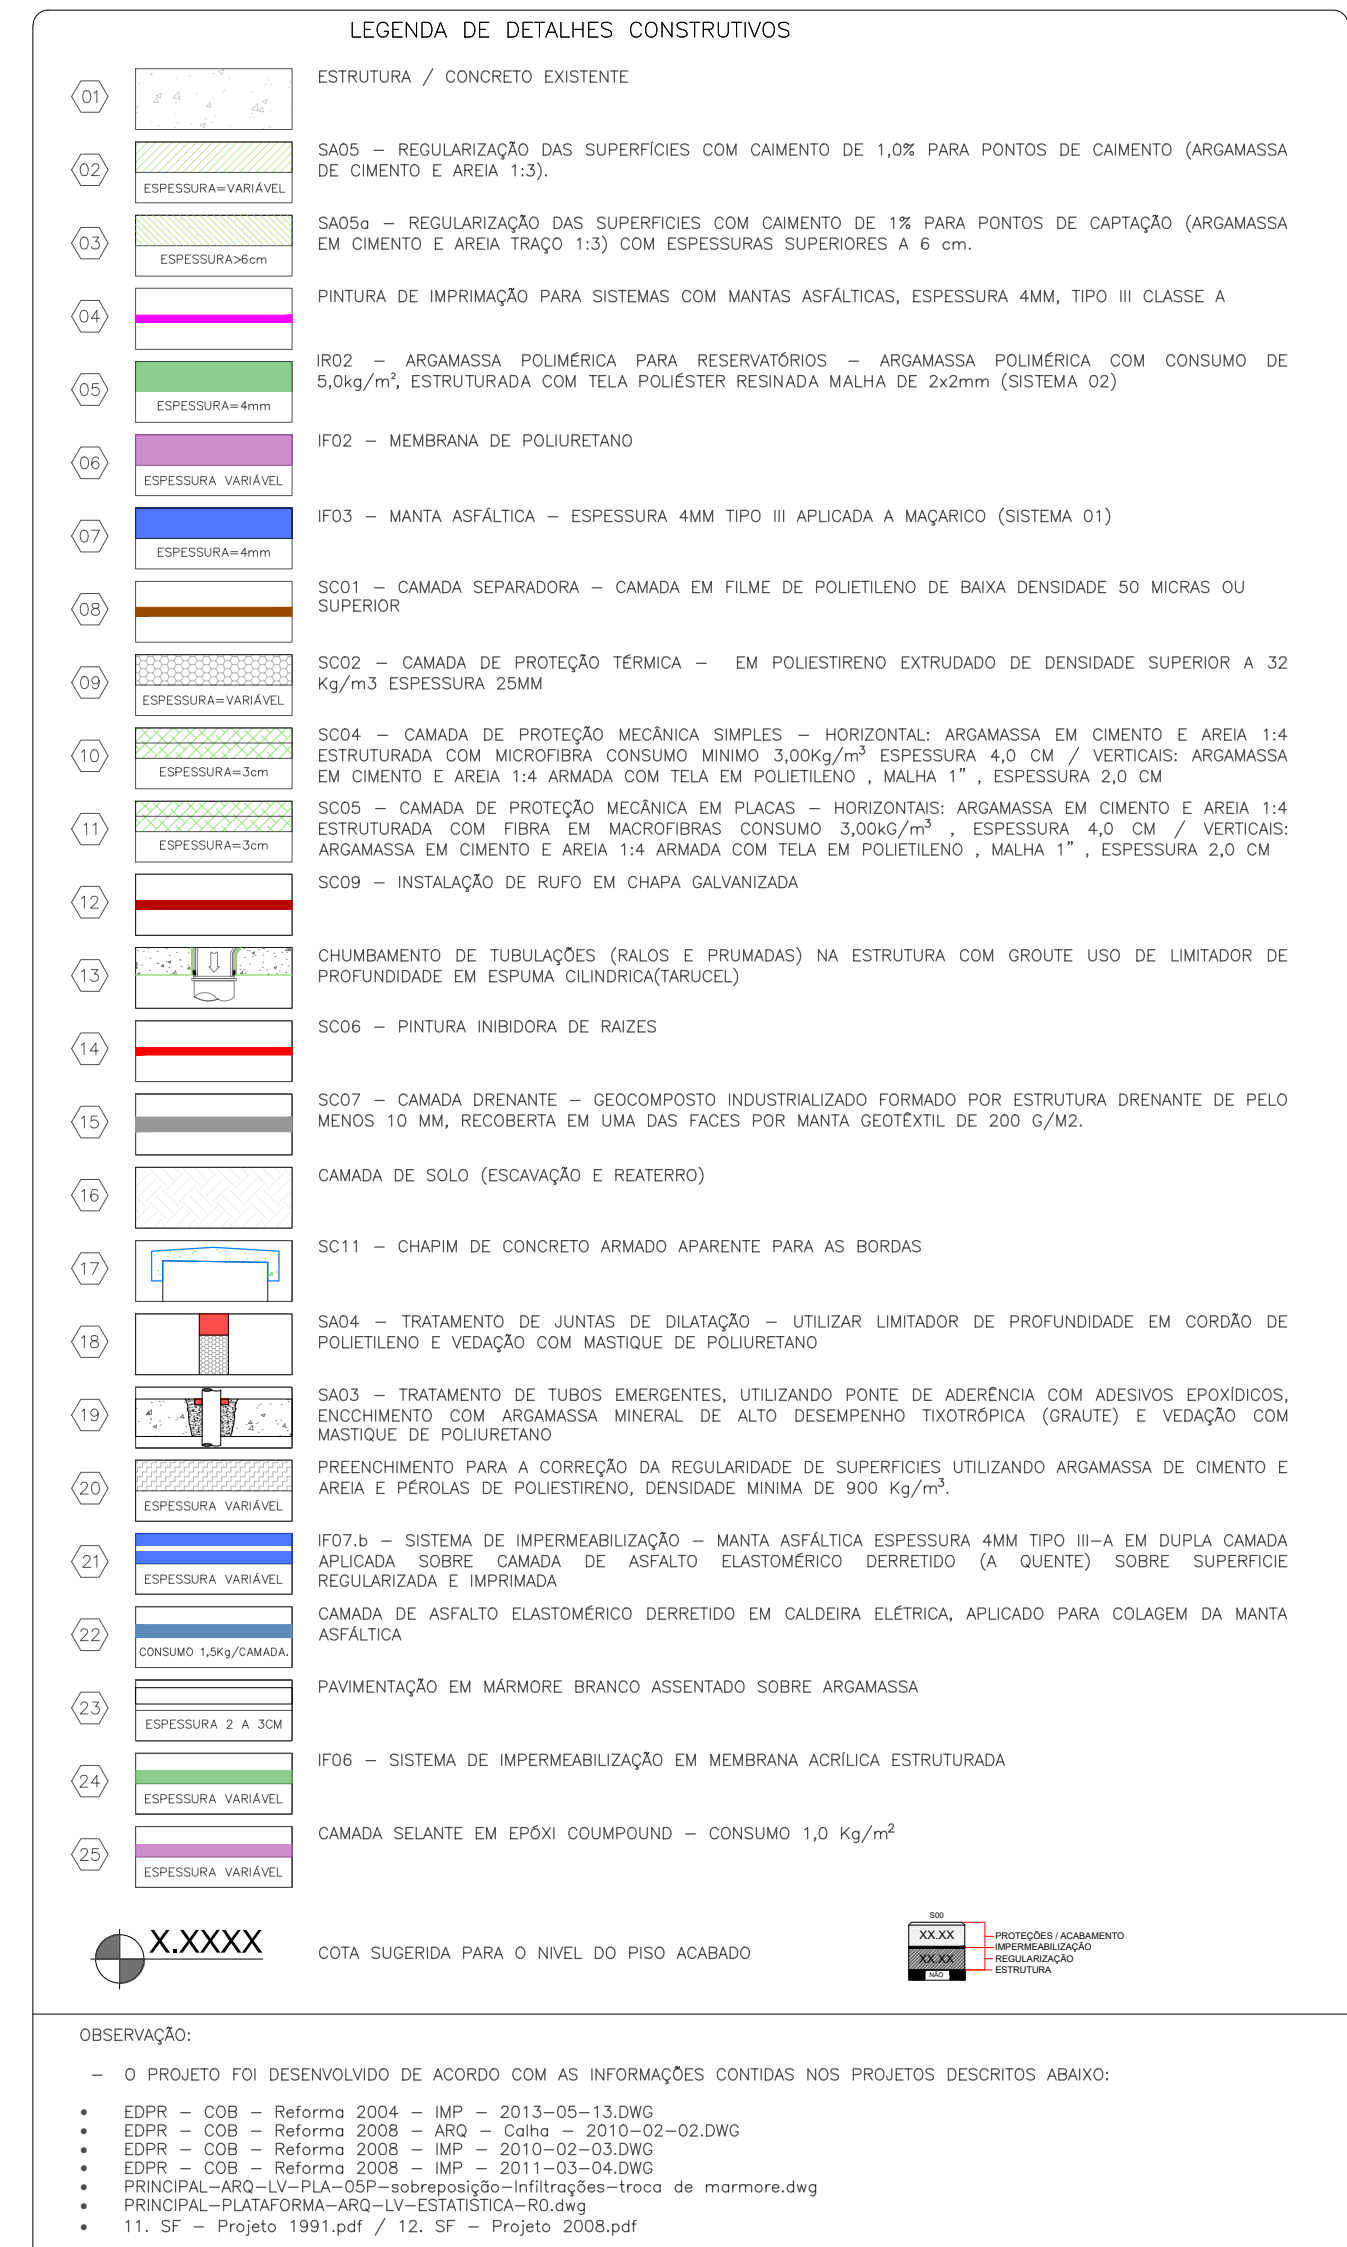 LEGENDA DE DETALHES CONSTRUTIVOS
01
ESTRUTURA / CONCRETO EXISTENTE
02
ESPESSURA=VARIÁVEL
SA05 – REGULARIZAÇÃO DAS SUPERFÍCIES COM CAIMENTO DE 1,0% PARA PONTOS DE CAIMENTO (ARGAMASSA
DE CIMENTO E AREIA 1:3).
03
ESPESSURA>6cm
SA05a – REGULARIZAÇÃO DAS SUPERFICIES COM CAIMENTO DE 1% PARA PONTOS DE CAPTAÇÃO (ARGAMASSA
EM CIMENTO E AREIA TRAÇO 1:3) COM ESPESSURAS SUPERIORES A 6 cm.
04
PINTURA DE IMPRIMAÇÃO PARA SISTEMAS COM MANTAS ASFÁLTICAS, ESPESSURA 4MM, TIPO III CLASSE A
05
ESPESSURA=4mm
IR02 – ARGAMASSA POLIMÉRICA PARA RESERVATÓRIOS – ARGAMASSA POLIMÉRICA COM CONSUMO DE
5,0kg/m², ESTRUTURADA COM TELA POLIÉSTER RESINADA MALHA DE 2x2mm (SISTEMA 02)
06
ESPESSURA VARIÁVEL
IF02 – MEMBRANA DE POLIURETANO
07
ESPESSURA=4mm
IF03 – MANTA ASFÁLTICA – ESPESSURA 4MM TIPO III APLICADA A MAÇARICO (SISTEMA 01)
08
SC01 – CAMADA SEPARADORA – CAMADA EM FILME DE POLIETILENO DE BAIXA DENSIDADE 50 MICRAS OU
SUPERIOR
09
ESPESSURA=VARIÁVEL
SC02 – CAMADA DE PROTEÇÃO TÉRMICA – EM POLIESTIRENO EXTRUDADO DE DENSIDADE SUPERIOR A 32
Kg/m3 ESPESSURA 25MM
10
ESPESSURA=3cm
SC04 – CAMADA DE PROTEÇÃO MECÂNICA SIMPLES – HORIZONTAL: ARGAMASSA EM CIMENTO E AREIA 1:4
ESTRUTURADA COM MICROFIBRA CONSUMO MINIMO 3,00Kg/m³ ESPESSURA 4,0 CM / VERTICAIS: ARGAMASSA
EM CIMENTO E AREIA 1:4 ARMADA COM TELA EM POLIETILENO , MALHA 1” , ESPESSURA 2,0 CM
11
ESPESSURA=3cm
SC05 – CAMADA DE PROTEÇÃO MECÂNICA EM PLACAS – HORIZONTAIS: ARGAMASSA EM CIMENTO E AREIA 1:4
ESTRUTURADA COM FIBRA EM MACROFIBRAS CONSUMO 3,00kG/m³ , ESPESSURA 4,0 CM / VERTICAIS:
ARGAMASSA EM CIMENTO E AREIA 1:4 ARMADA COM TELA EM POLIETILENO , MALHA 1” , ESPESSURA 2,0 CM
12
SC09 – INSTALAÇÃO DE RUFO EM CHAPA GALVANIZADA
13
CHUMBAMENTO DE TUBULAÇÕES (RALOS E PRUMADAS) NA ESTRUTURA COM GROUTE USO DE LIMITADOR DE
PROFUNDIDADE EM ESPUMA CILINDRICA(TARUCEL)
14
SC06 – PINTURA INIBIDORA DE RAIZES
15
SC07 – CAMADA DRENANTE – GEOCOMPOSTO INDUSTRIALIZADO FORMADO POR ESTRUTURA DRENANTE DE PELO
MENOS 10 MM, RECOBERTA EM UMA DAS FACES POR MANTA GEOTÊXTIL DE 200 G/M2.
16
CAMADA DE SOLO (ESCAVAÇÃO E REATERRO)
17
SC11 – CHAPIM DE CONCRETO ARMADO APARENTE PARA AS BORDAS
18
SA04 – TRATAMENTO DE JUNTAS DE DILATAÇÃO – UTILIZAR LIMITADOR DE PROFUNDIDADE EM CORDÃO DE
POLIETILENO E VEDAÇÃO COM MASTIQUE DE POLIURETANO
19
SA03 – TRATAMENTO DE TUBOS EMERGENTES, UTILIZANDO PONTE DE ADERÊNCIA COM ADESIVOS EPOXÍDICOS,
ENCCHIMENTO COM ARGAMASSA MINERAL DE ALTO DESEMPENHO TIXOTRÓPICA (GRAUTE) E VEDAÇÃO COM
MASTIQUE DE POLIURETANO
20
ESPESSURA VARIÁVEL
PREENCHIMENTO PARA A CORREÇÃO DA REGULARIDADE DE SUPERFICIES UTILIZANDO ARGAMASSA DE CIMENTO E
AREIA E PÉROLAS DE POLIESTIRENO, DENSIDADE MINIMA DE 900 Kg/m³.
21
ESPESSURA VARIÁVEL
IF07.b – SISTEMA DE IMPERMEABILIZAÇÃO – MANTA ASFÁLTICA ESPESSURA 4MM TIPO III–A EM DUPLA CAMADA
APLICADA SOBRE CAMADA DE ASFALTO ELASTOMÉRICO DERRETIDO (A QUENTE) SOBRE SUPERFICIE
REGULARIZADA E IMPRIMADA
22
CONSUMO 1,5Kg/CAMADA.
CAMADA DE ASFALTO ELASTOMÉRICO DERRETIDO EM CALDEIRA ELÉTRICA, APLICADO PARA COLAGEM DA MANTA
ASFÁLTICA
23
ESPESSURA 2 A 3CM
PAVIMENTAÇÃO EM MÁRMORE BRANCO ASSENTADO SOBRE ARGAMASSA
24
ESPESSURA VARIÁVEL
IF06 – SISTEMA DE IMPERMEABILIZAÇÃO EM MEMBRANA ACRÍLICA ESTRUTURADA
25
ESPESSURA VARIÁVEL
CAMADA SELANTE EM EPÓXI COUMPOUND – CONSUMO 1,0 Kg/m²
X.XXXX
COTA SUGERIDA PARA O NIVEL DO PISO ACABADO
S00
XX.XX
XX.XX
NÃO
PROTEÇÕES / ACABAMENTO
IMPERMEABILIZAÇÃO
REGULARIZAÇÃO
ESTRUTURA
OBSERVAÇÃO:
– O PROJETO FOI DESENVOLVIDO DE ACORDO COM AS INFORMAÇÕES CONTIDAS NOS PROJETOS DESCRITOS ABAIXO:
• EDPR – COB – Reforma 2004 – IMP – 2013–05–13.DWG
• EDPR – COB – Reforma 2008 – ARQ – Calha – 2010–02–02.DWG
• EDPR – COB – Reforma 2008 – IMP – 2010–02–03.DWG
• EDPR – COB – Reforma 2008 – IMP – 2011–03–04.DWG
• PRINCIPAL–ARQ–LV–PLA–05P–sobreposição–Infiltrações–troca de marmore.dwg
• PRINCIPAL–PLATAFORMA–ARQ–LV–ESTATISTICA–R0.dwg
• 11. SF – Projeto 1991.pdf / 12. SF – Projeto 2008.pdf